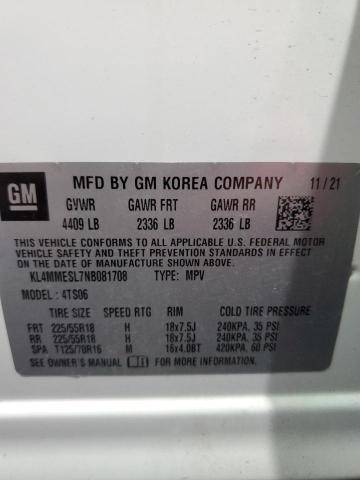 GM MFD BY GM KOREA COMPANY 11/21
GVWR GAWR FRT GAWR RR
4409 LB 2336 LB 2336 LB
THIS VEHICLE CONFORMS TO ALL APPLICABLE U.S. FEDERAL MOTOR
VEHICLE SAFETY, BUMPER, AND THEFT PREVENTION STANDARDS IN
EFFECT ON THE DATE OF MANUFACTURE SHOWN ABOVE.
KL4MMESL7NB081708 TYPE: MPV
MODEL: 4TS06
TIRE SIZE SPEED RTG RIM COLD TIRE PRESSURE
FRT 225/55R18 H 18x7.5J 240KPA, 35 PSI
RR 225/55R18 H 18x7.5J 240KPA, 35 PSI
SPA T125/70R16 M 16x4.0BT 420KPA, 60 PSI
SEE OWNER'S MANUAL FOR MORE INFORMATION.